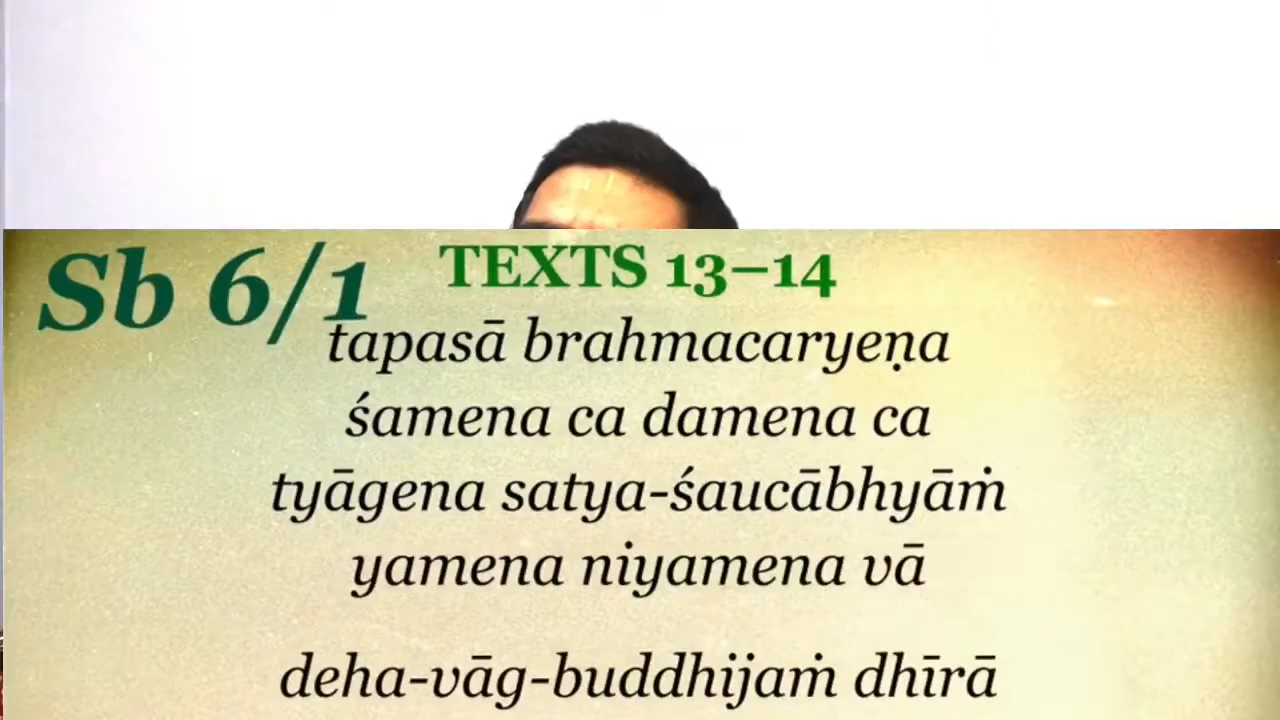 Sb 6/1
TEXTS 13–14
tapasā brahmacaryeṇa
śamena ca damena ca
tyāgena satya-śaucābhyāṁ
yamena niyamena vā
deha-vāg-buddhijaṁ dhīrā